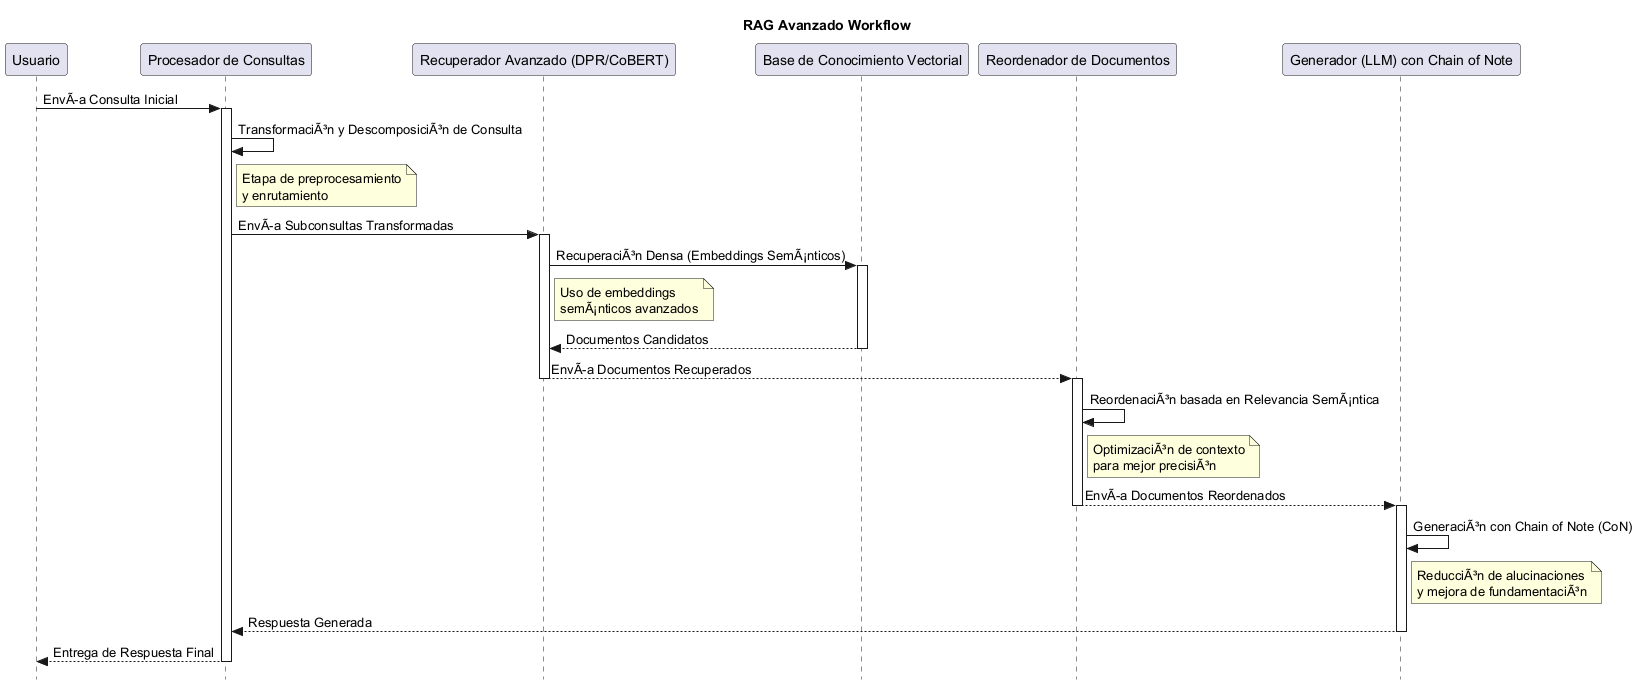 RAG Avanzado Workflow
Usuario
Procesador de Consultas
Recuperador Avanzado (DPR/CoBERT)
Base de Conocimiento Vectorial
Reordenador de Documentos
Generador (LLM) con Chain of Note
EnvÃ-a Consulta Inicial
TransformaciÃ³n y DescomposiciÃ³n de Consulta
Etapa de preprocesamiento
y enrutamiento
EnvÃ-a Subconsultas Transformadas
RecuperaciÃ³n Densa (Embeddings SemÃ¡nticos)
Uso de embeddings
semÃ¡nticos avanzados
Documentos Candidatos
EnvÃ-a Documentos Recuperados
ReordenaciÃ³n basada en Relevancia SemÃ¡ntica
OptimizaciÃ³n de contexto
para mejor precisiÃ³n
EnvÃ-a Documentos Reordenados
GeneraciÃ³n con Chain of Note (CoN)
ReducciÃ³n de alucinaciones
y mejora de fundamentaciÃ³n
Respuesta Generada
Entrega de Respuesta Final